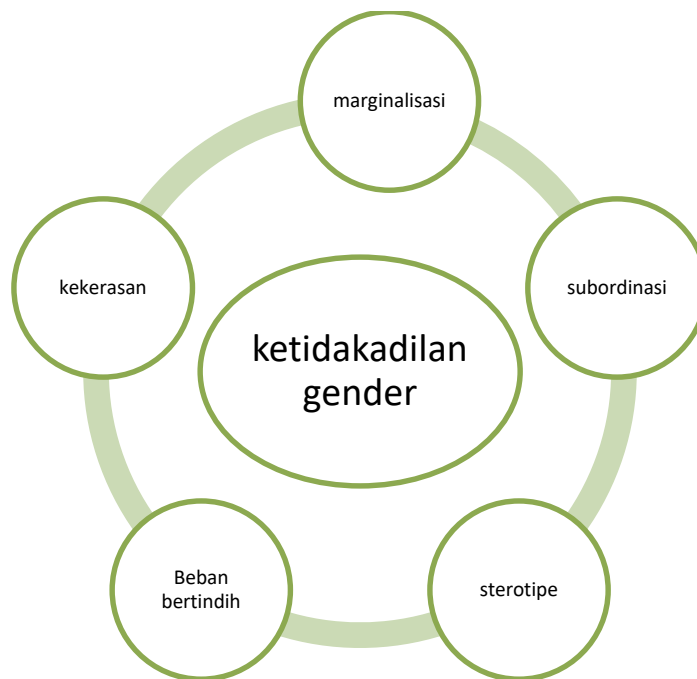 marginalisasi
subordinasi
sterotipe
Beban
bertindih
kekerasan
ketidakadilan
gender